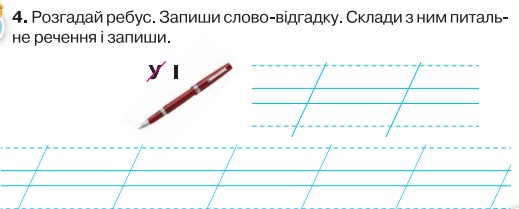 4. Розгадай ребус. Запиши слово-відгадку. Склади з ним питаль-
не речення і запиши.
У І